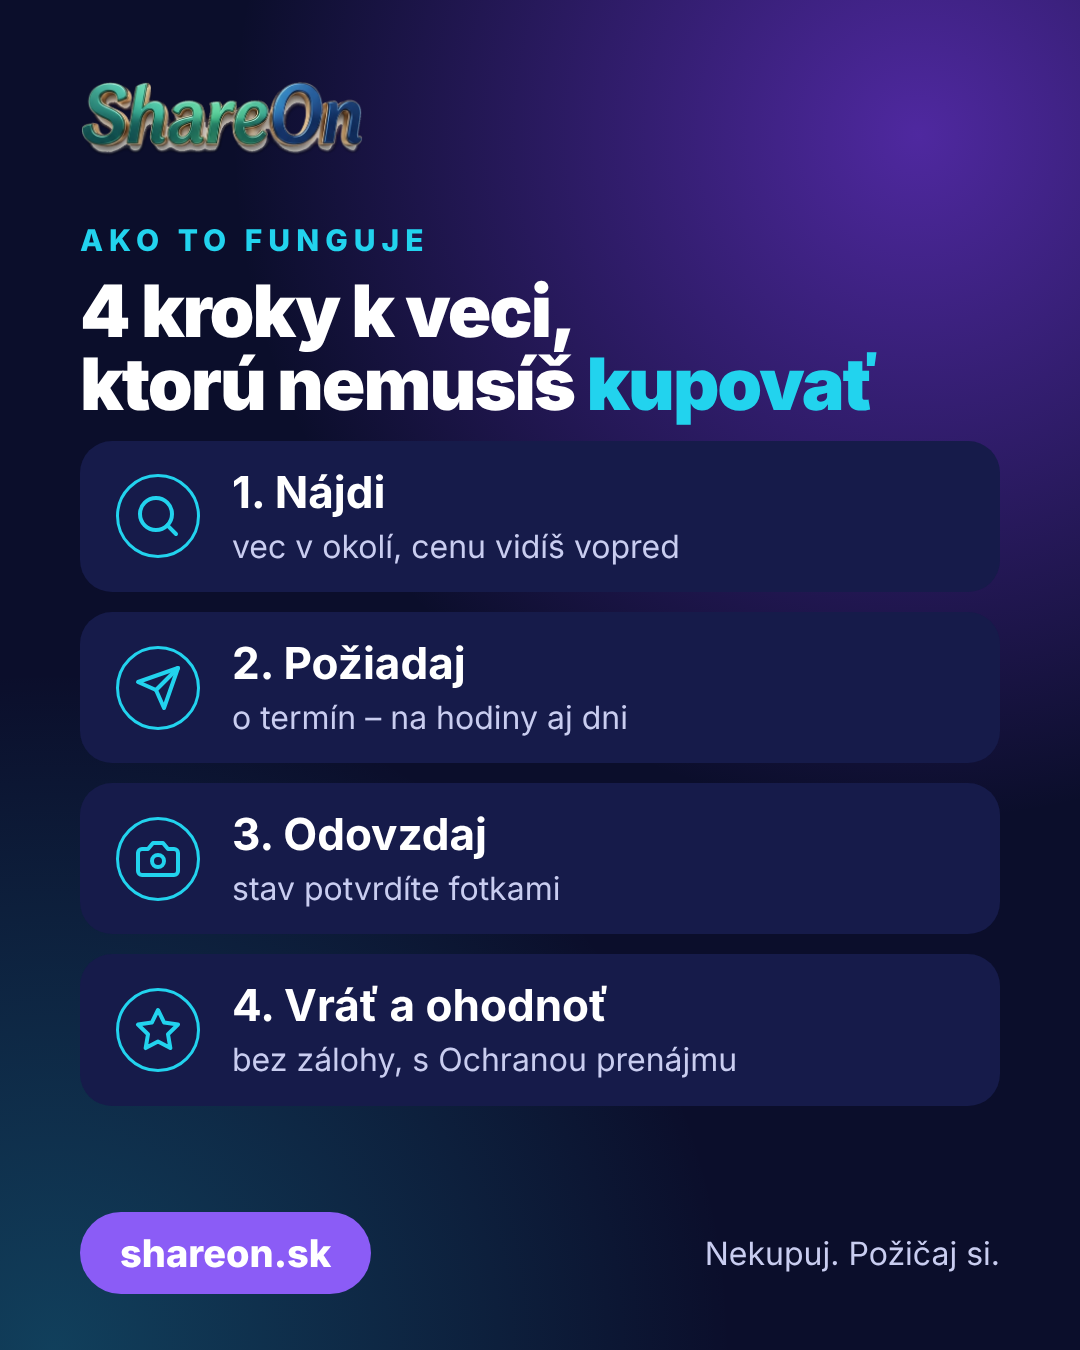 ShareOn
AKO TO FUNGUJE
4 kroky k veci,
ktorú nemusíš kupovať
1. Nájdi
vec v okolí, cenu vidíš vopred
2. Požiadaj
o termín – na hodiny aj dni
3. Odovzdaj
stav potvrdíte fotkami
4. Vráť a ohodnoť
bez zálohy, s Ochranou prenájmu
shareon.sk
Nekupuj. Požičaj si.